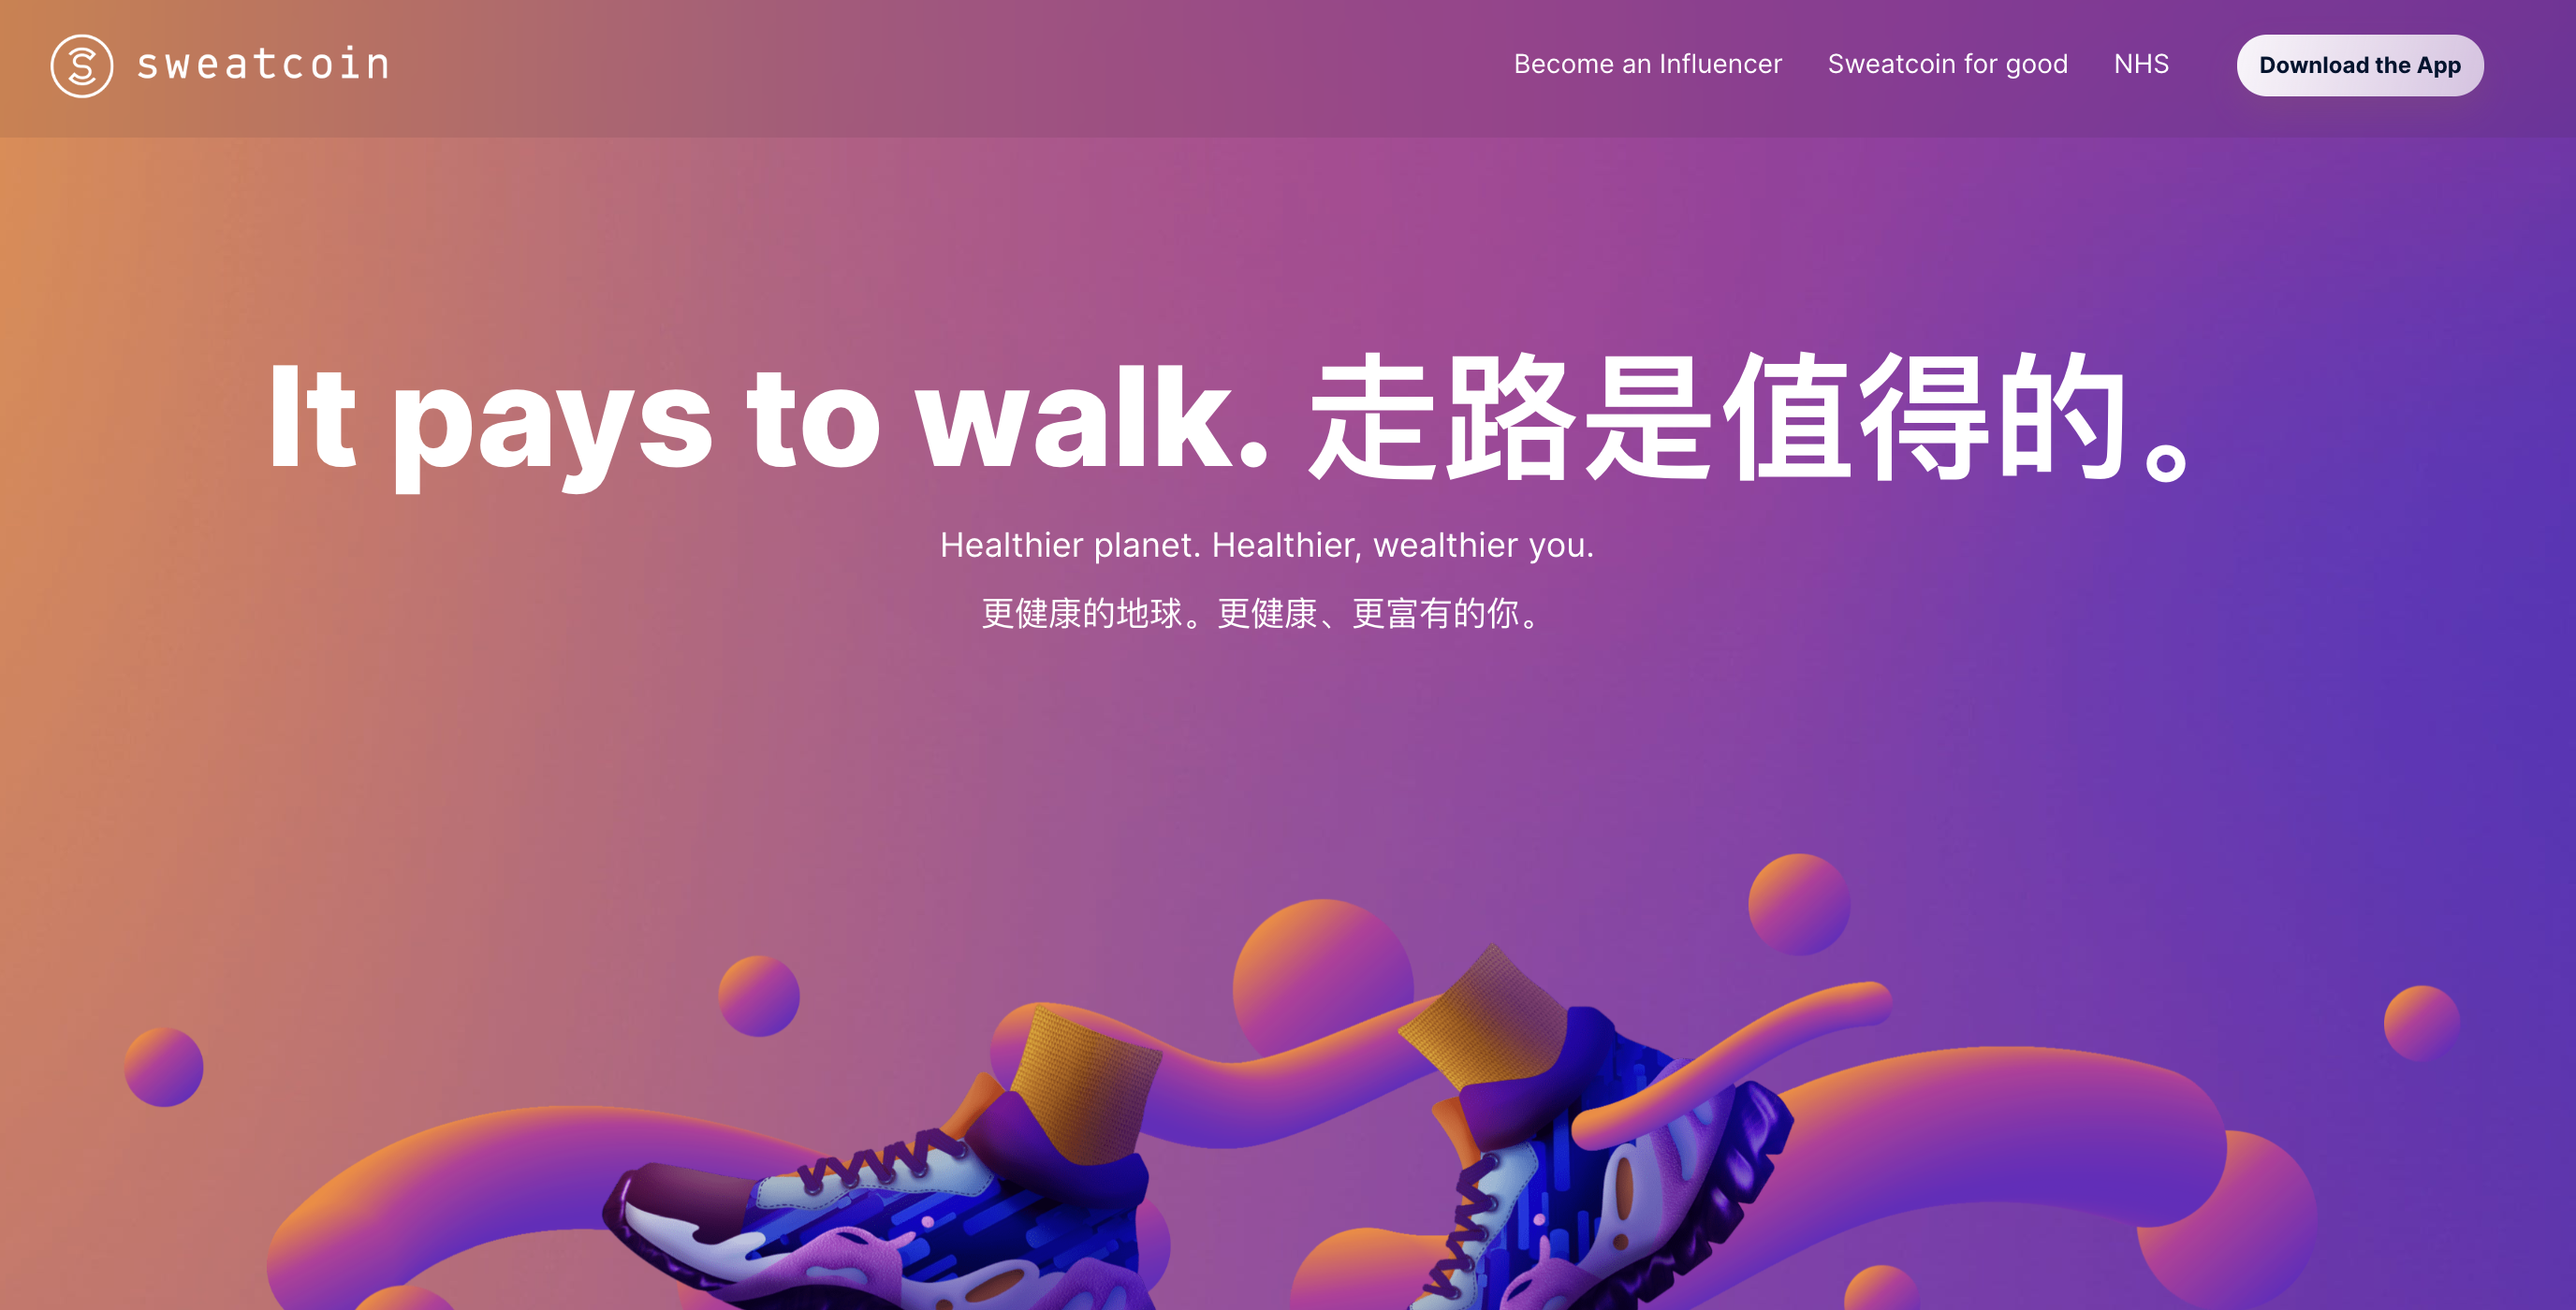 sweatcoin
Become an Influencer
Sweatcoin for good
NHS
Download the App
It pays to walk. 走路是值得的。
Healthier planet. Healthier, wealthier you.
更健康的地球。更健康、更富有的你。